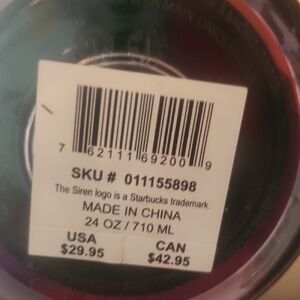 7 62111 69200 9
SKU # 011155898
The Siren logo is a Starbucks trademark.
MADE IN CHINA
24 OZ / 710 ML
USA CAN
$29.95 $42.95